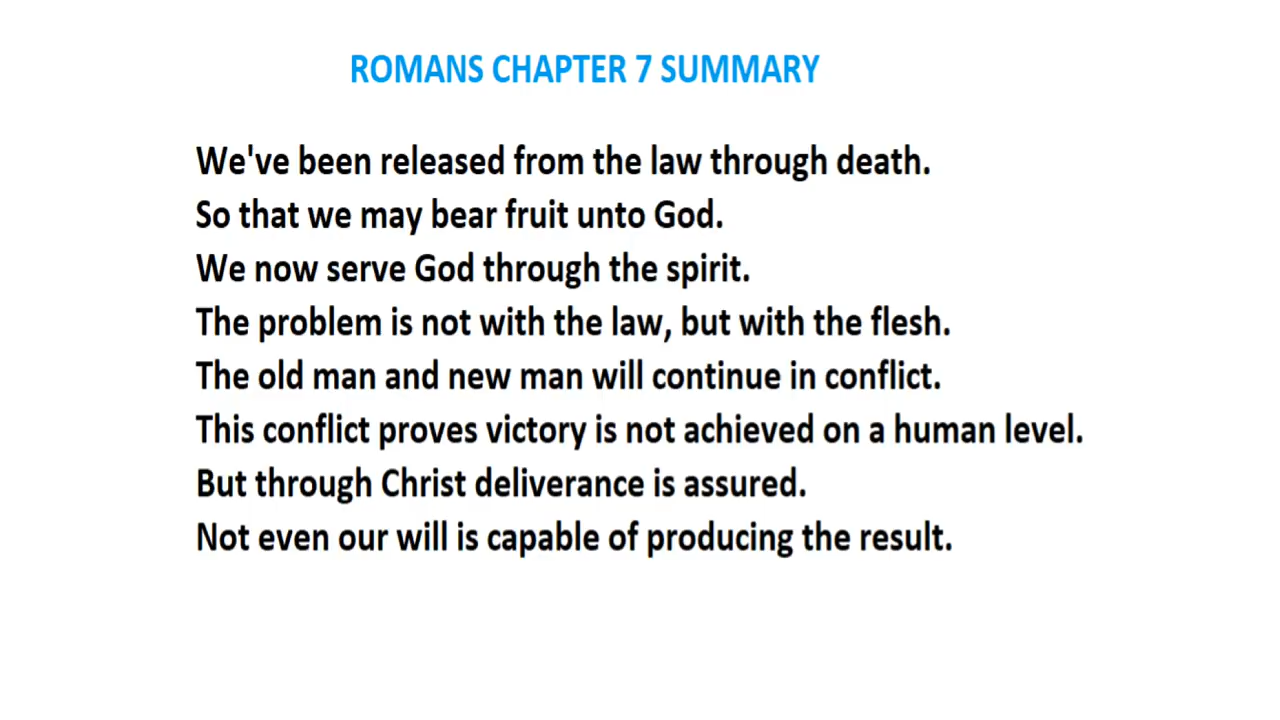 ROMANS CHAPTER 7 SUMMARY
We've been released from the law through death.
So that we may bear fruit unto God.
We now serve God through the spirit.
The problem is not with the law, but with the flesh.
The old man and new man will continue in conflict.
This conflict proves victory is not achieved on a human level.
But through Christ deliverance is assured.
Not even our will is capable of producing the result.